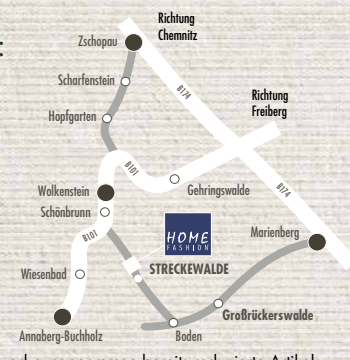 :
Richtung
Chemnitz
Zschopau
Scharfenstein
B174
Richtung
Freiberg
Hopfgarten
B101
Gehringswalde
B174
Wolkenstein
Schönbrunn
B101
HOME
FASHION
Marienberg
STRECKEWALDE
Wiesenbad
Großrückerswalde
Annaberg-Buchholz
Boden